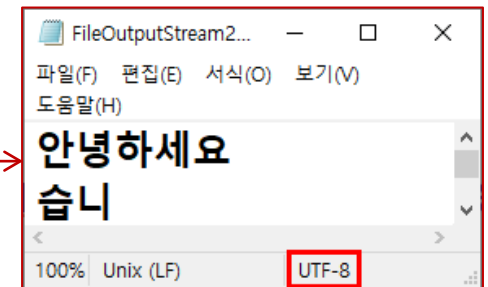 FileOutputStream2...
파일(F) 편집(E) 서식(O) 보기(V)
도움말(H)
안녕하세요
습니
100% Unix (LF) UTF-8